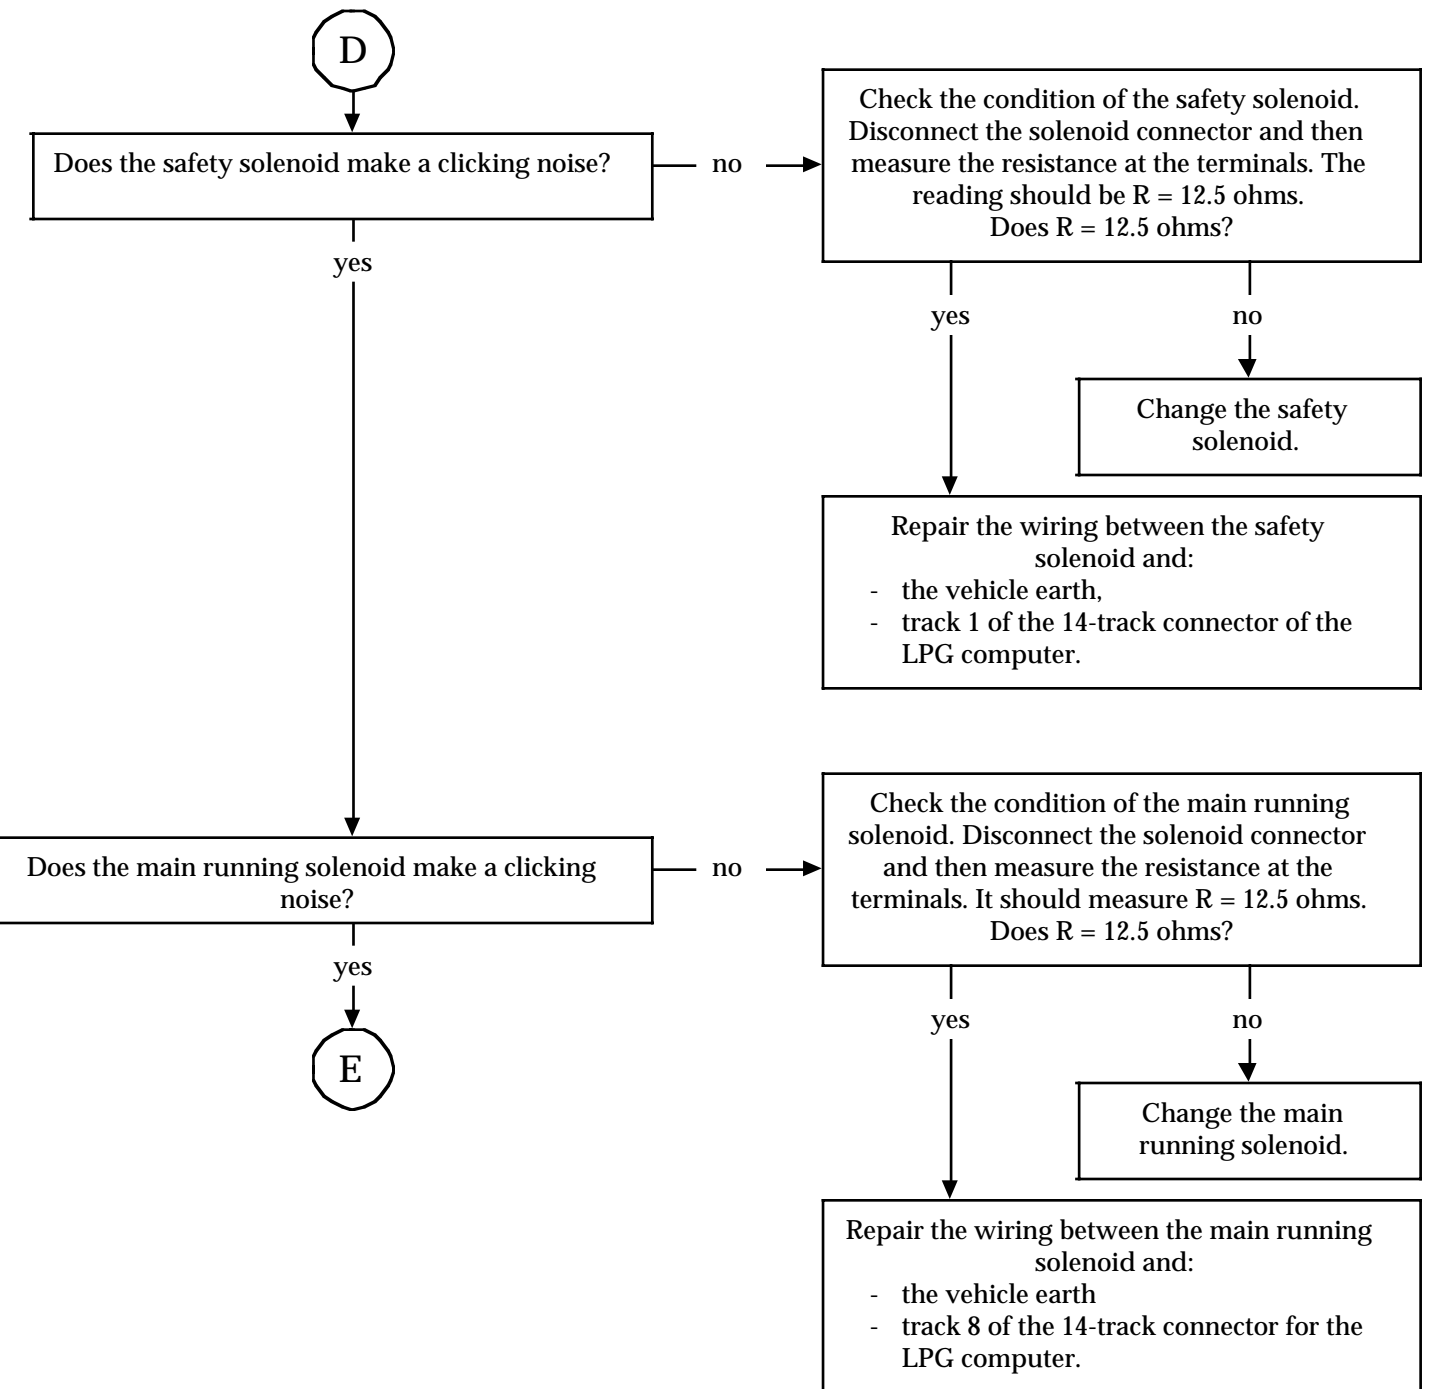 D
Does the safety solenoid make a clicking noise?
no
Check the condition of the safety solenoid.
Disconnect the solenoid connector and then
measure the resistance at the terminals. The
reading should be R = 12.5 ohms.
Does R = 12.5 ohms?
yes
yes
no
Change the safety
solenoid.
Repair the wiring between the safety
solenoid and:
- the vehicle earth,
- track 1 of the 14-track connector of the
LPG computer.
Does the main running solenoid make a clicking
noise?
no
Check the condition of the main running
solenoid. Disconnect the solenoid connector
and then measure the resistance at the
terminals. It should measure R = 12.5 ohms.
Does R = 12.5 ohms?
yes
yes
no
E
Change the main
running solenoid.
Repair the wiring between the main running
solenoid and:
- the vehicle earth
- track 8 of the 14-track connector for the
LPG computer.